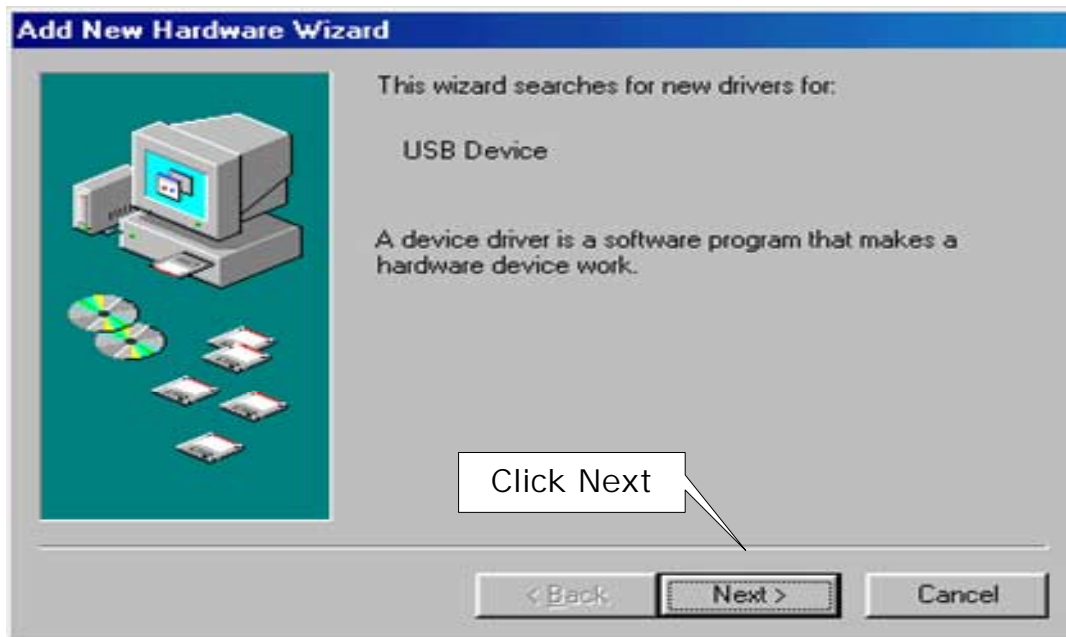 Add New Hardware Wizard
This wizard searches for new drivers for:
USB Device
A device driver is a software program that makes a
hardware device work.
Click Next
< Back
Next >
Cancel